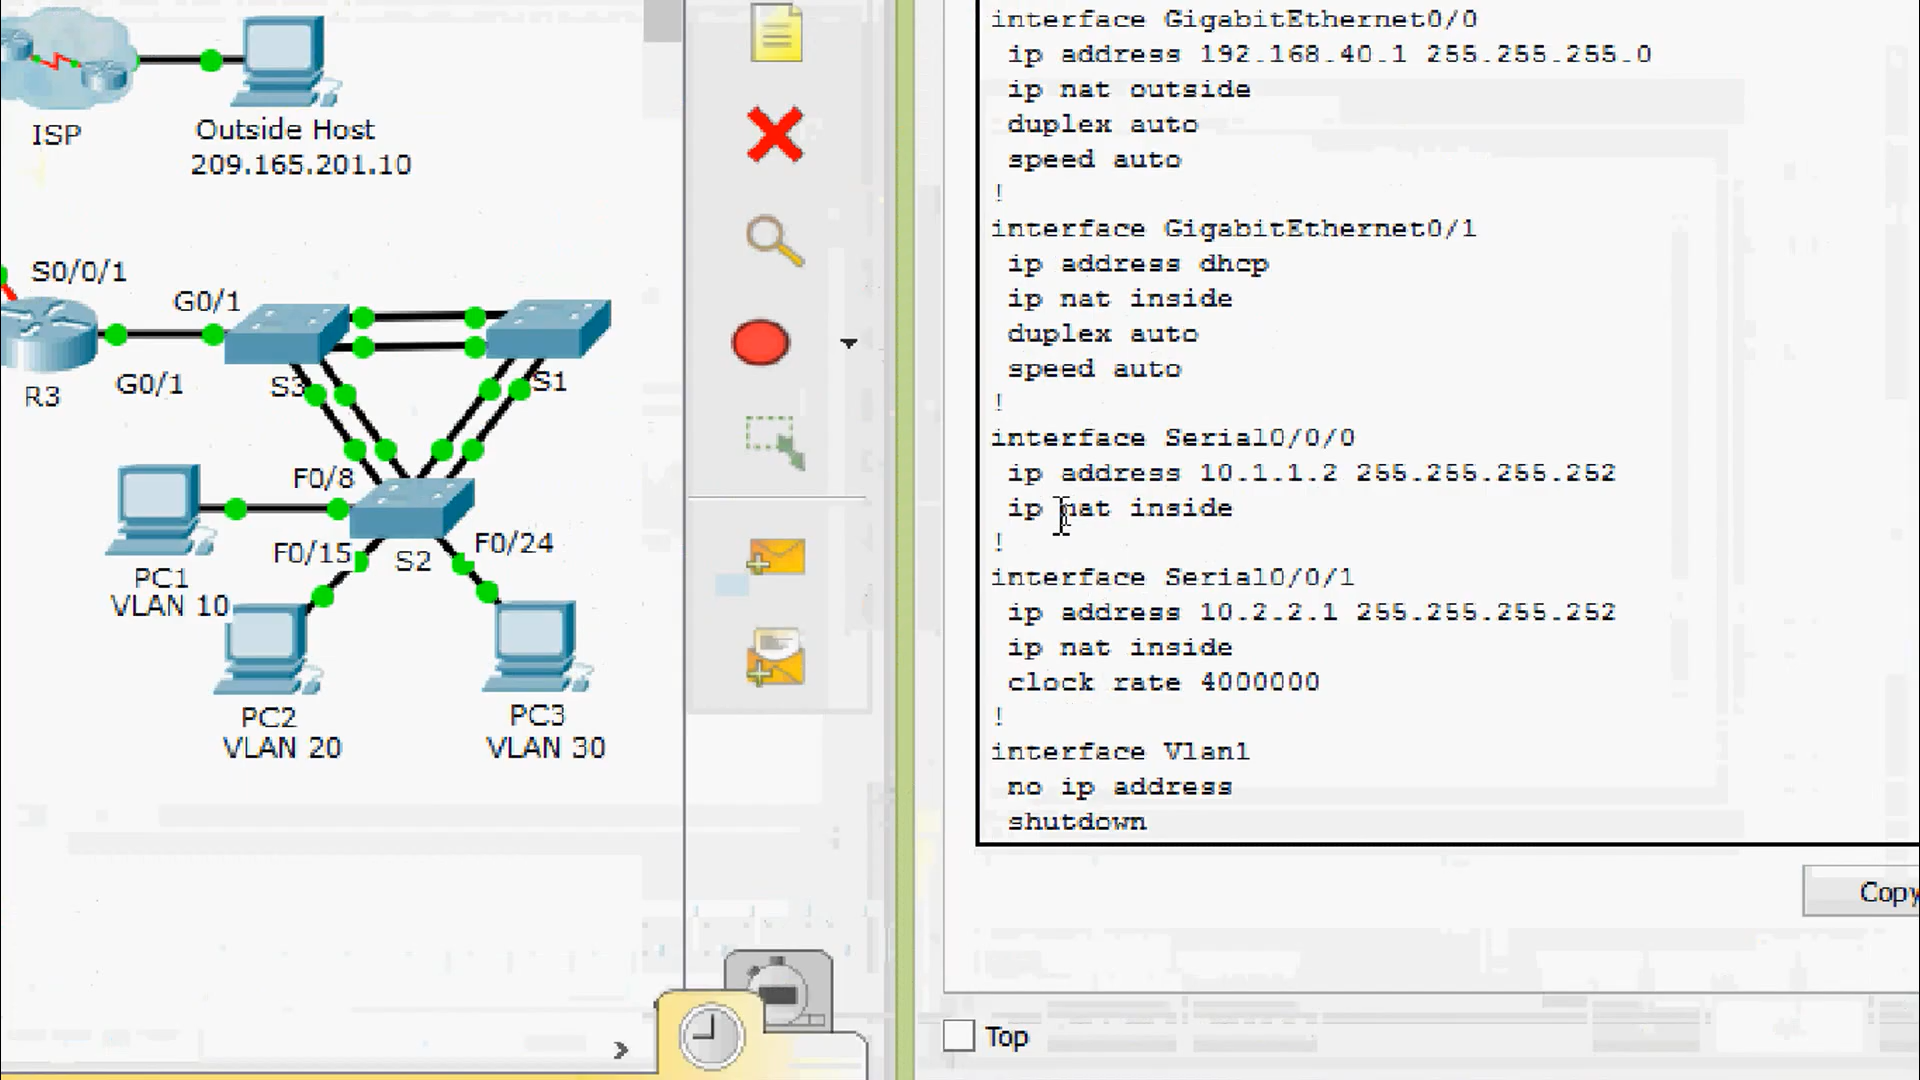 ISP
Outside Host
209.165.201.10
S0/0/1
G0/1
R3
G0/1
S3
S1
F0/8
F0/15
S2
F0/24
PC1
VLAN 10
PC2
VLAN 20
PC3
VLAN 30
interface GigabitEthernet0/0
ip address 192.168.40.1 255.255.255.0
ip nat outside
duplex auto
speed auto
!
interface GigabitEthernet0/1
ip address dhcp
ip nat inside
duplex auto
speed auto
!
interface Serial0/0/0
ip address 10.1.1.2 255.255.255.252
ip nat inside
!
interface Serial0/0/1
ip address 10.2.2.1 255.255.255.252
ip nat inside
clock rate 4000000
!
interface Vlan1
no ip address
shutdown
Copy
Top